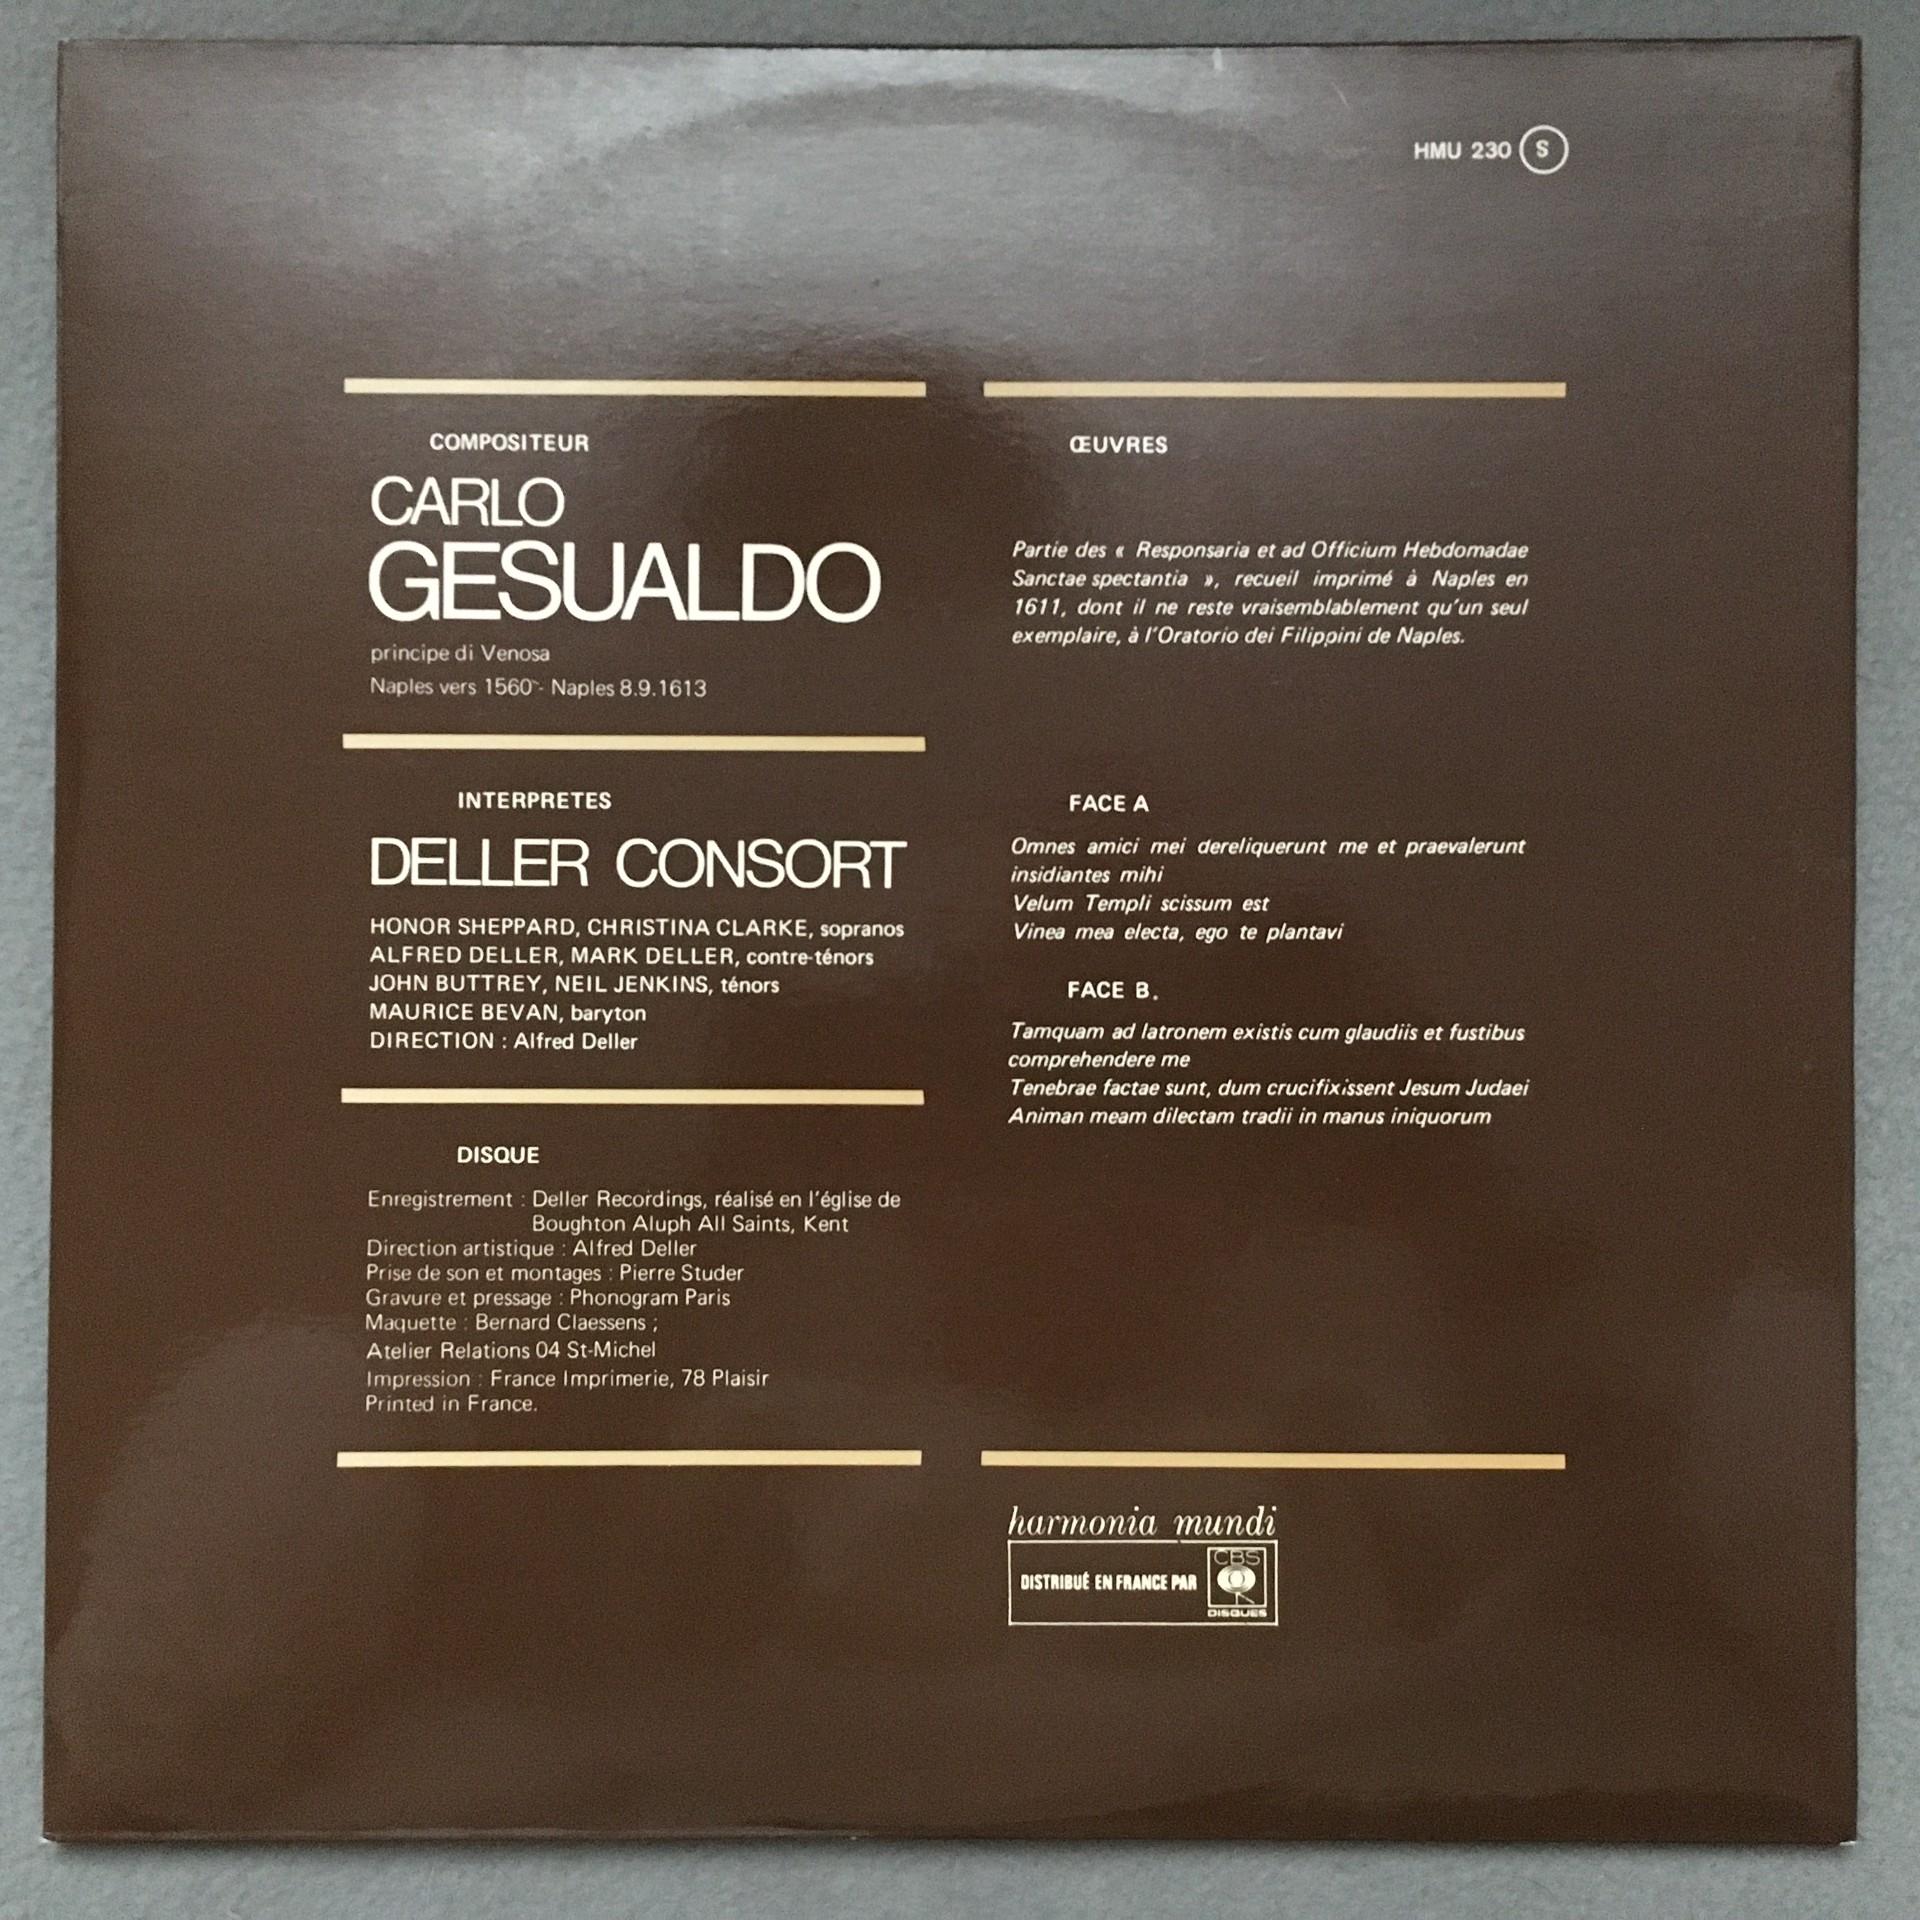 HMU 230 S
COMPOSITEUR
CARLO
GESUALDO
principe di Venosa
Naples vers 1560 - Naples 8.9.1613
INTERPRETES
DELLER CONSORT
HONOR SHEPPARD, CHRISTINA CLARKE, sopranos
ALFRED DELLER, MARK DELLER, contre-ténors
JOHN BUTTREY, NEIL JENKINS, ténors
MAURICE BEVAN, baryton
DIRECTION : Alfred Deller
DISQUE
Enregistrement : Deller Recordings, réalisé en l'église de
Boughton Aluph All Saints, Kent
Direction artistique : Alfred Deller
Prise de son et montages : Pierre Studer
Gravure et pressage : Phonogram Paris
Maquette : Bernard Claessens ;
Atelier Relations 04 St-Michel
Impression : France Imprimerie, 78 Plaisir
Printed in France.
ŒUVRES
Partie des « Responsaria et ad Officium Hebdomadae
Sanctae spectantia », recueil imprimé à Naples en
1611, dont il ne reste vraisemblablement qu'un seul
exemplaire, à l'Oratorio dei Filippini de Naples.
FACE A
Omnes amici mei dereliquerunt me et praevalerunt
insidiantes mihi
Velum Templi scissum est
Vinea mea electa, ego te plantavi
FACE B.
Tamquam ad latronem existis cum glaudiis et fustibus
comprehendere me
Tenebrae factae sunt, dum crucifixissent Jesum Judaei
Animan meam dilectam tradii in manus iniquorum
harmonia mundi
DISTRIBUÉ EN FRANCE PAR
CBS
DISQUES